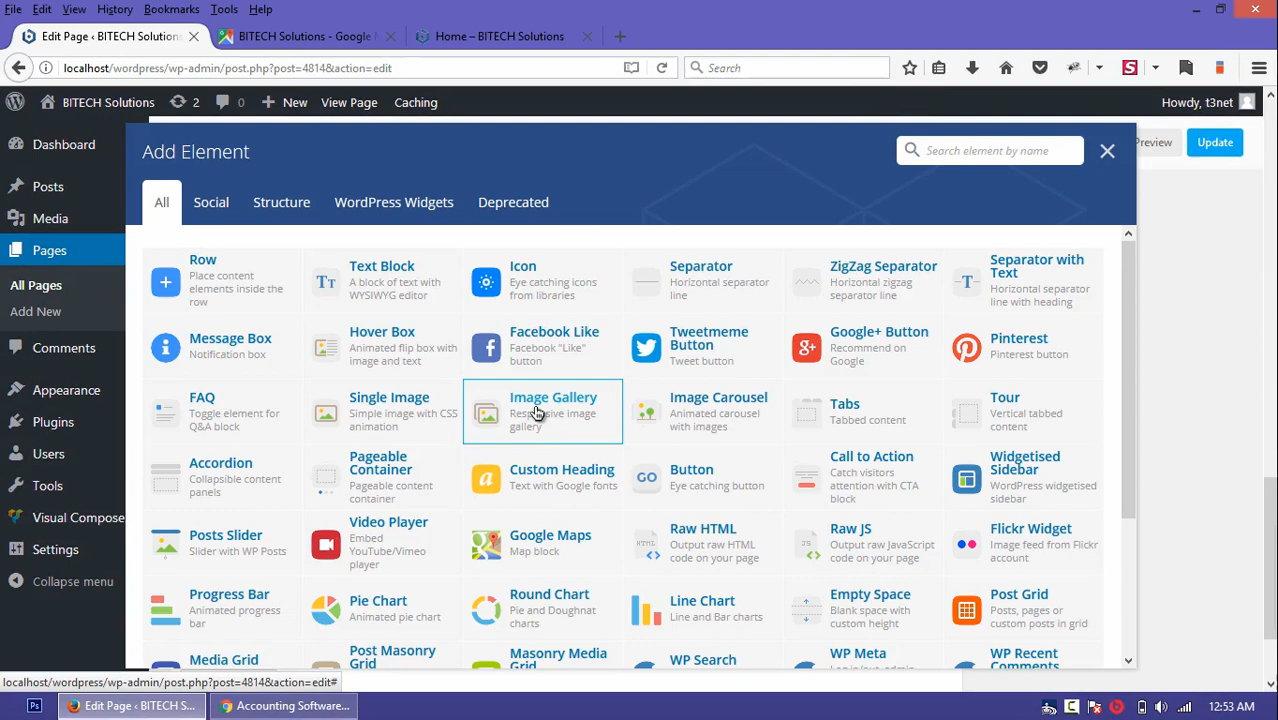 File Edit View History Bookmarks Tools Help
Edit Page ‹ BITECH Solutions
BITECH Solutions - Google
Home – BITECH Solutions
localhost/wordpress/wp-admin/post.php?post=4814&action=edit
Search
BITECH Solutions 2 0 New View Page Caching Howdy, t3net
Dashboard
Posts
Media
Pages
All Pages
Add New
Comments
Appearance
Plugins
Users
Tools
Visual Compose
Settings
Collapse menu
Preview
Update
Add Element
Search element by name
All Social Structure WordPress Widgets Deprecated
Row
Place content
elements inside the
row
Text Block
A block of text with
WYSIWYG editor
Icon
Eye catching icons
from libraries
Separator
Horizontal separator
line
ZigZag Separator
Horizontal zigzag
separator line
Separator with
Text
Horizontal separator
line with heading
Message Box
Notification box
Hover Box
Animated flip box with
image and text
Facebook Like
Facebook "Like"
button
Tweetmeme
Button
Tweet button
Google+ Button
Recommend on
Google
Pinterest
Pinterest button
FAQ
Toggle element for
Q&A block
Single Image
Simple image with CSS
animation
Image Gallery
Responsive image
gallery
Image Carousel
Animated carousel
with images
Tabs
Tabbed content
Tour
Vertical tabbed
content
Accordion
Collapsible content
panels
Pageable
Container
Pageable content
container
Custom Heading
Text with Google fonts
GO
Button
Eye catching button
Call to Action
Catch visitors
attention with CTA
block
Widgetised
Sidebar
WordPress widgetised
sidebar
Posts Slider
Slider with WP Posts
Video Player
Embed
YouTube/Vimeo
player
Google Maps
Map block
HTML
Raw HTML
Output raw HTML
code on your page
JS
Raw JS
Output raw JavaScript
code on your page
Flickr Widget
Image feed from Flickr
account
Progress Bar
Animated progress
bar
Pie Chart
Animated pie chart
Round Chart
Pie and Doughnat
charts
Line Chart
Line and Bar charts
Empty Space
Blank space with
custom height
Post Grid
Posts, pages or
custom posts in grid
Media Grid
Post Masonry
Grid
Masonry Media
Grid
WP Search
WP Meta
WP Recent
Comments
localhost/wordpress/wp-admin/post.php?post=4814&action=edit#
Ps
Edit Page ‹ BITECH S...
Accounting Software...
12:53 AM